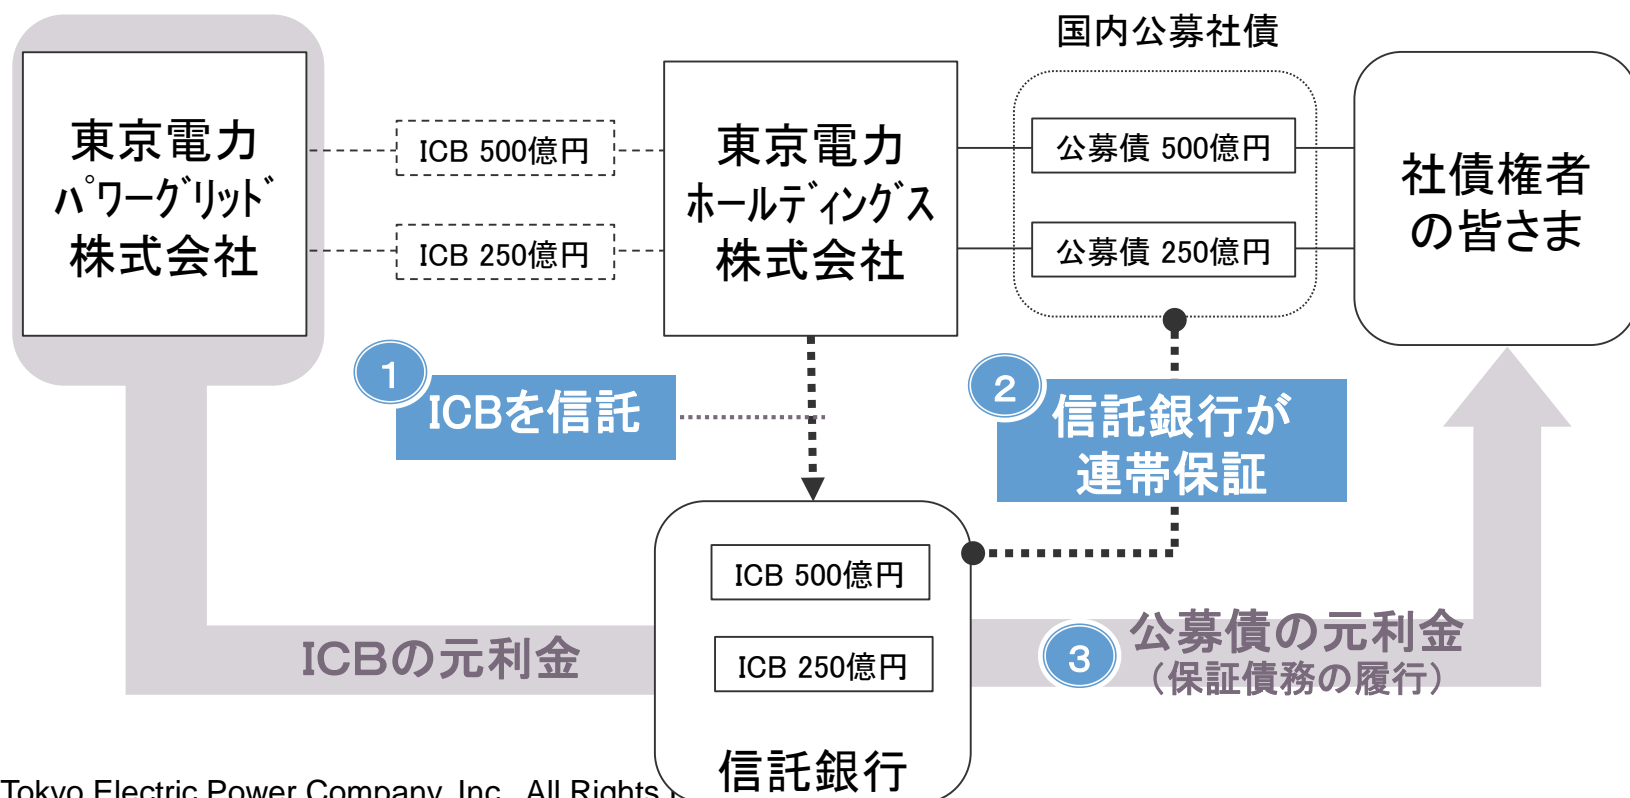 国内公募社債
東京電力
パワーグリッド
株式会社
ICB 500億円
ICB 250億円
東京電力
ホールディングス
株式会社
公募債 500億円
公募債 250億円
社債権者
の皆さま
1
ICBを信託
2
信託銀行が
連帯保証
ICB 500億円
ICB 250億円
信託銀行
ICBの元利金
3
公募債の元利金
（保証債務の履行）
Tokyo Electric Power Company, Inc. All Rights